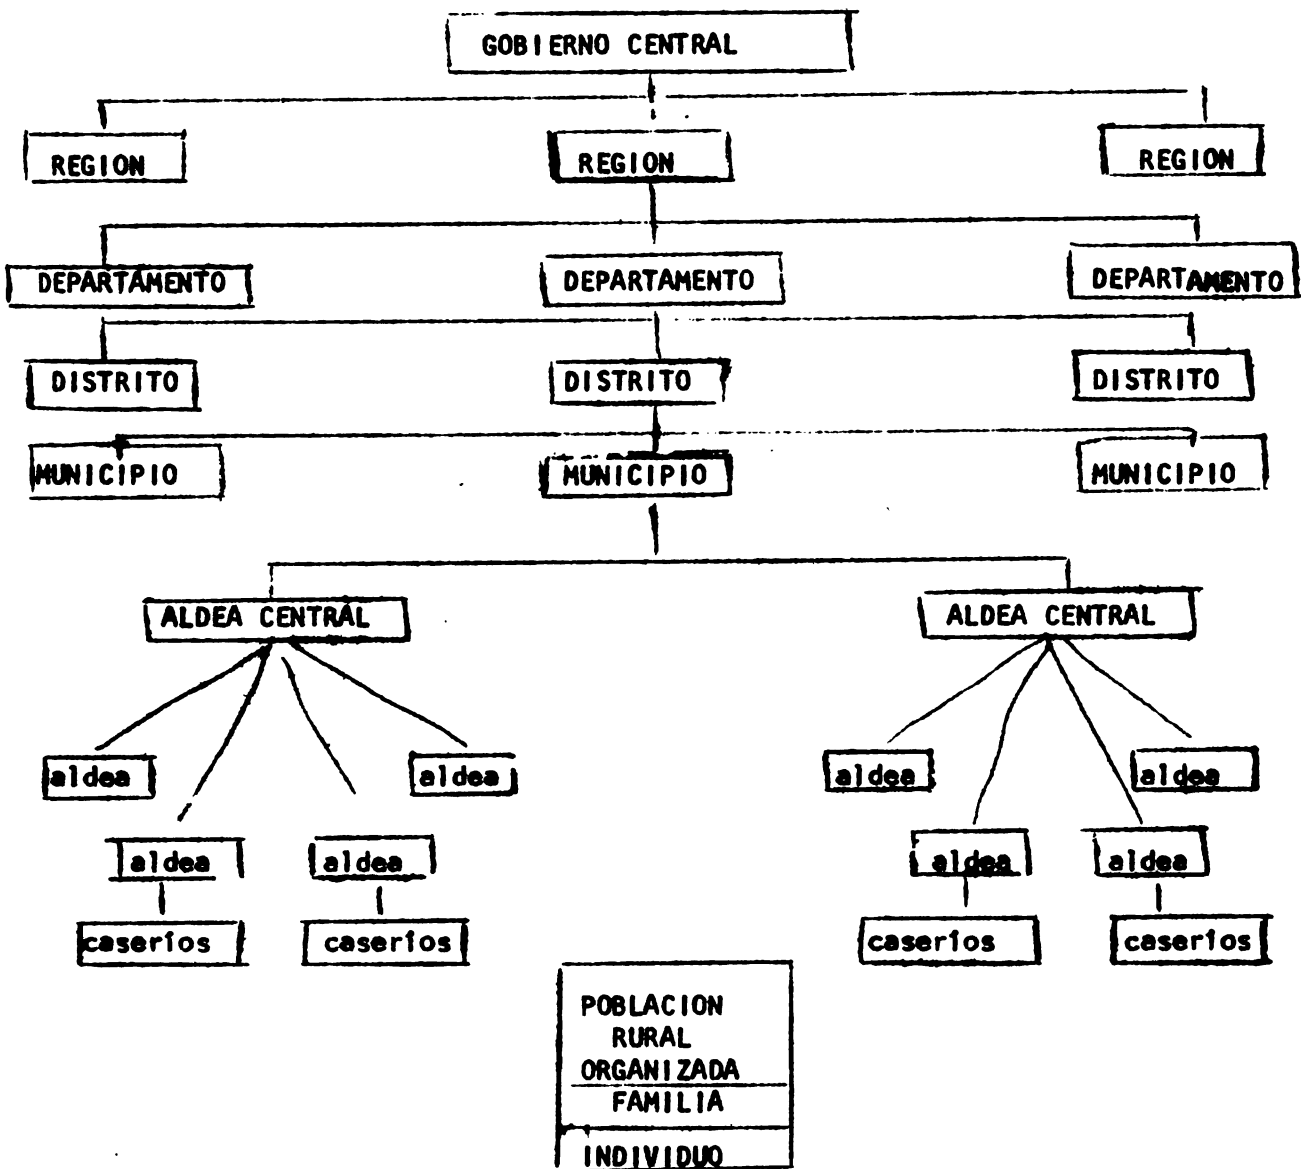 GOBIERNO CENTRAL
REGION REGION REGION
DEPARTAMENTO DEPARTAMENTO DEPARTAMENTO
DISTRITO DISTRITO DISTRITO
MUNICIPIO MUNICIPIO MUNICIPIO
ALDEA CENTRAL ALDEA CENTRAL
aldea aldea aldea aldea
aldea aldea aldea aldea
caseríos caseríos caseríos caseríos
POBLACION
RURAL
ORGANIZADA
FAMILIA
INDIVIDUO